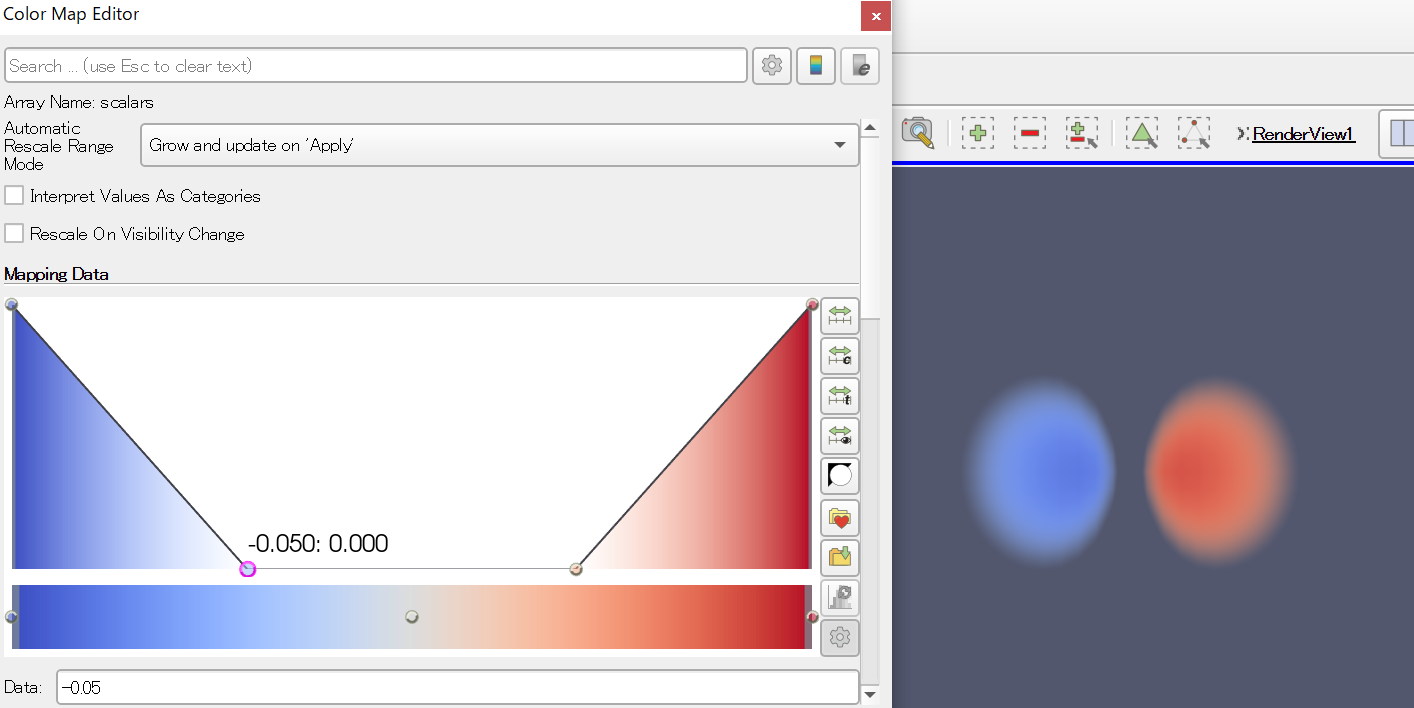 Color Map Editor
Search ... (use Esc to clear text)
Array Name: scalars
Automatic
Rescale Range
Mode
Grow and update on 'Apply'
Interpret Values As Categories
Rescale On Visibility Change
Mapping Data
-0.050: 0.000
Data:
-0.05
RenderView1